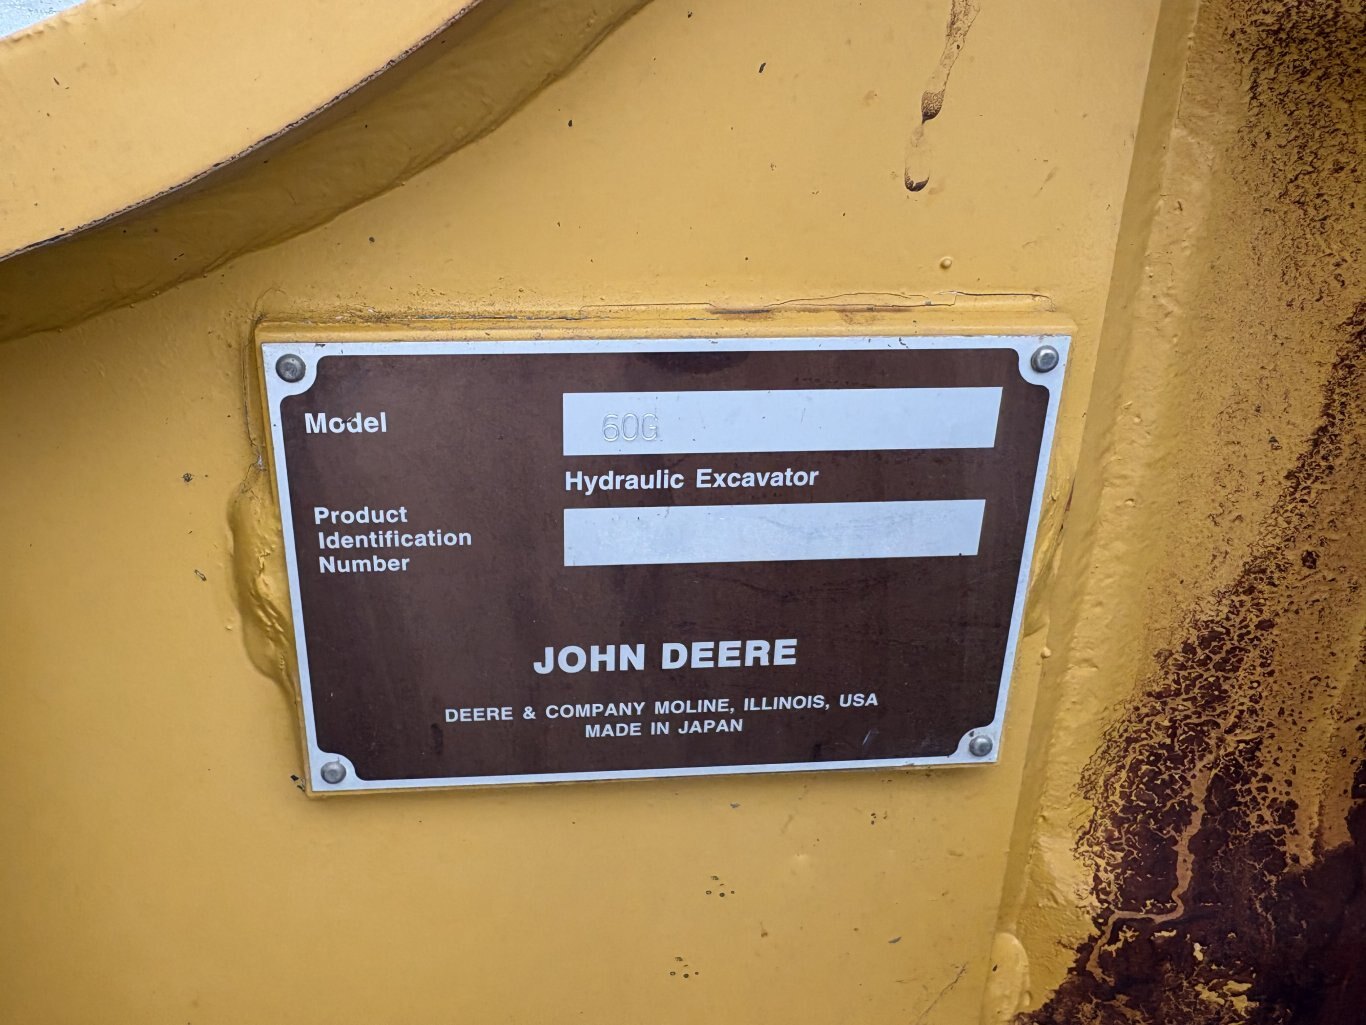 Model 60G
Hydraulic Excavator
Product
Identification
Number
JOHN DEERE
DEERE & COMPANY MOLINE, ILLINOIS, USA
MADE IN JAPAN